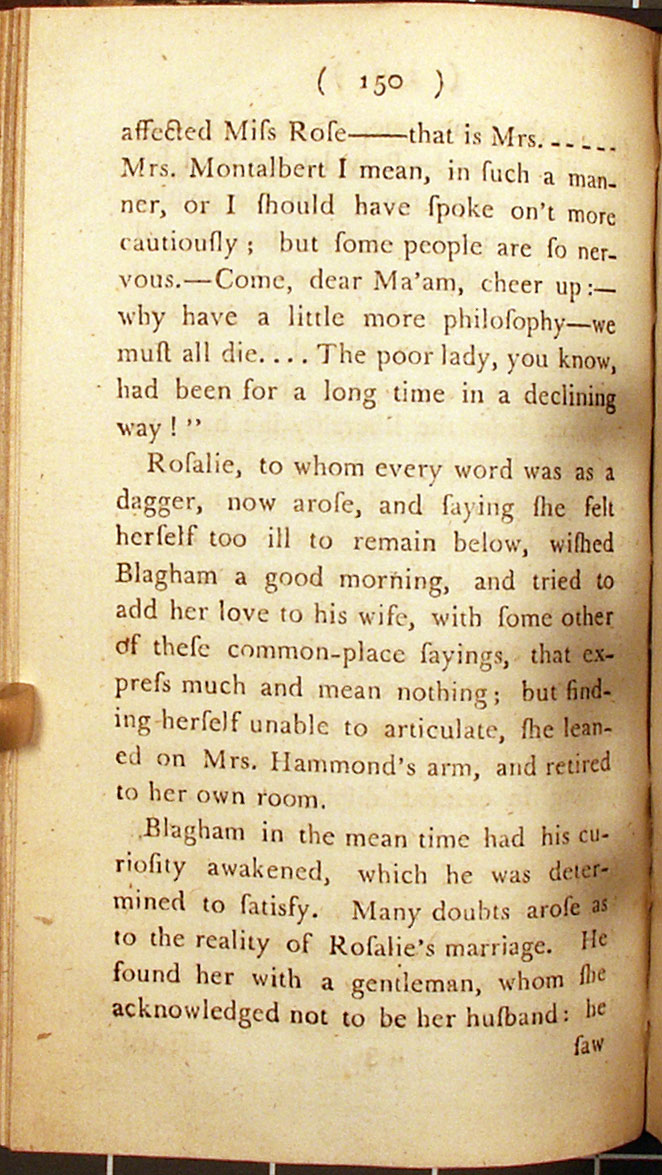 ( 150 )
affected Miſs Roſe——that is Mrs. - - - - -
Mrs. Montalbert I mean, in ſuch a man-
ner, or I ſhould have ſpoke on't more
cautiouſly ; but ſome people are ſo ner-
vous.—Come, dear Ma'am, cheer up :—
why have a little more philoſophy—we
muſt all die. . . . The poor lady, you know,
had been for a long time in a declining
way ! ”
Roſalie, to whom every word was as a
dagger, now aroſe, and ſaying ſhe felt
herſelf too ill to remain below, wiſhed
Blagham a good morning, and tried to
add her love to his wife, with ſome other
of theſe common-place ſayings, that ex-
preſs much and mean nothing ; but find-
ing herſelf unable to articulate, ſhe lean-
ed on Mrs. Hammond's arm, and retired
to her own room.
Blagham in the mean time had his cu-
rioſity awakened, which he was deter-
mined to ſatisfy. Many doubts aroſe as
to the reality of Roſalie's marriage. He
found her with a gentleman, whom ſhe
acknowledged not to be her huſband : he
ſaw